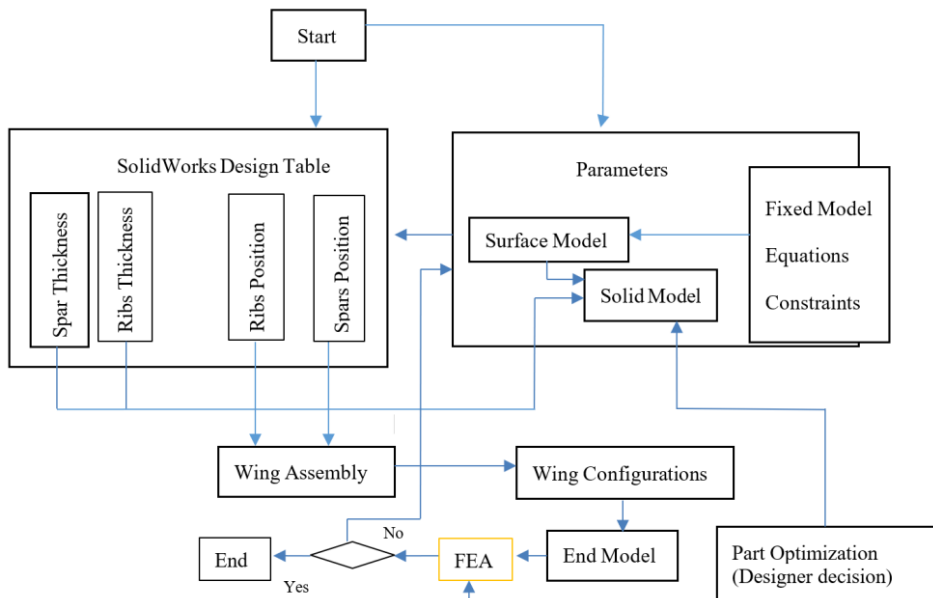 Start
SolidWorks Design Table
Spar Thickness
Ribs Thickness
Ribs Position
Spars Position
Parameters
Surface Model
Solid Model
Fixed Model
Equations
Constraints
Wing Assembly
Wing Configurations
End
No
Yes
FEA
End Model
Part Optimization
(Designer decision)